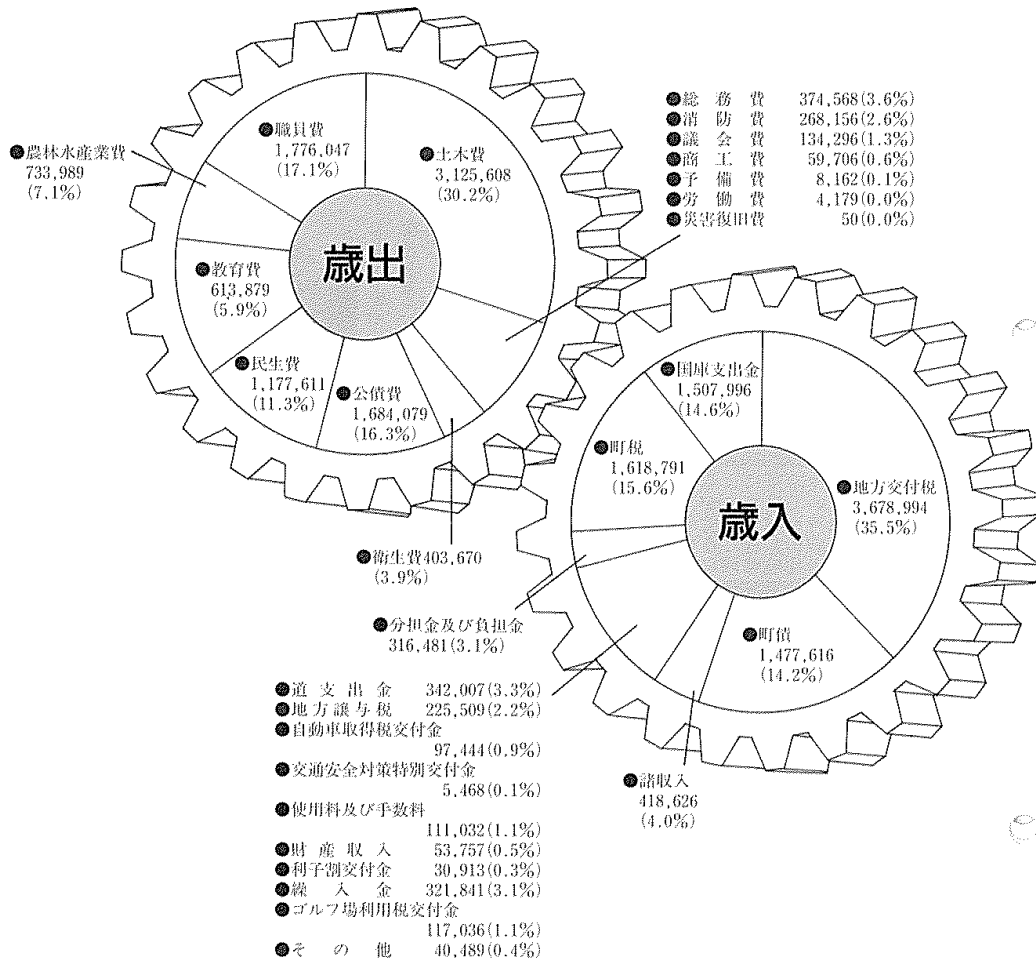 歳出
●職員費
1,776,047
(17.1%)
●土木費
3,125,608
(30.2%)
●農林水産業費
733,989
(7.1%)
●教育費
613,879
(5.9%)
●民生費
1,177,611
(11.3%)
●公債費
1,684,079
(16.3%)
●衛生費403,670
(3.9%)
●総務費 374,568(3.6%)
●消防費 268,156(2.6%)
●議会費 134,296(1.3%)
●商工費 59,706(0.6%)
●予備費 8,162(0.1%)
●労働費 4,179(0.0%)
●災害復旧費 50(0.0%)
歳入
●国庫支出金
1,507,996
(14.6%)
●町税
1,618,791
(15.6%)
●地方交付税
3,678,994
(35.5%)
●町債
1,477,616
(14.2%)
●諸収入
418,626
(4.0%)
●分担金及び負担金
316,481(3.1%)
●道支出金 342,007(3.3%)
●地方譲与税 225,509(2.2%)
●自動車取得税交付金
97,444(0.9%)
●交通安全対策特別交付金
5,468(0.1%)
●使用料及び手数料
111,032(1.1%)
●財産収入 53,757(0.5%)
●利子割交付金 30,913(0.3%)
●繰入金 321,841(3.1%)
●ゴルフ場利用税交付金
117,036(1.1%)
●その他 40,489(0.4%)